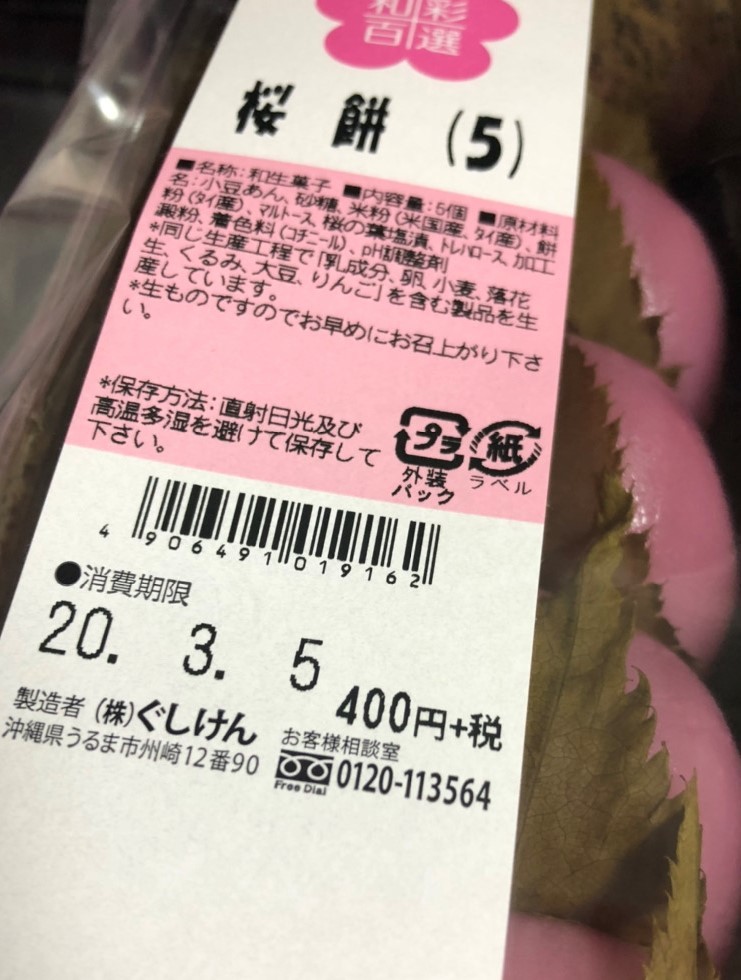 和彩
百選
桜餅(5)
■名称:和生菓子 ■内容量:5個 ■原材料
名:小豆あん、砂糖、米粉(米国産、タイ産)、餅
粉(タイ産)、マルトース、桜の葉塩漬、トレハロース、加工
澱粉、着色料(コチニール)、pH調整剤
*同じ生産工程で「乳成分、卵、小麦、落花
生、くるみ、大豆、りんご」を含む製品を生
産しています。
*生ものですのでお早めにお召上がり下さ
い。
*保存方法:直射日光及び
高温多湿を避けて保存して
下さい。
プラ
外装
パック
紙
ラベル
4 906491 019162
●消費期限
20. 3. 5
400円+税
製造者 (株)ぐしけん
沖縄県うるま市州崎12番90
お客様相談室
Free Dial 0120-113564